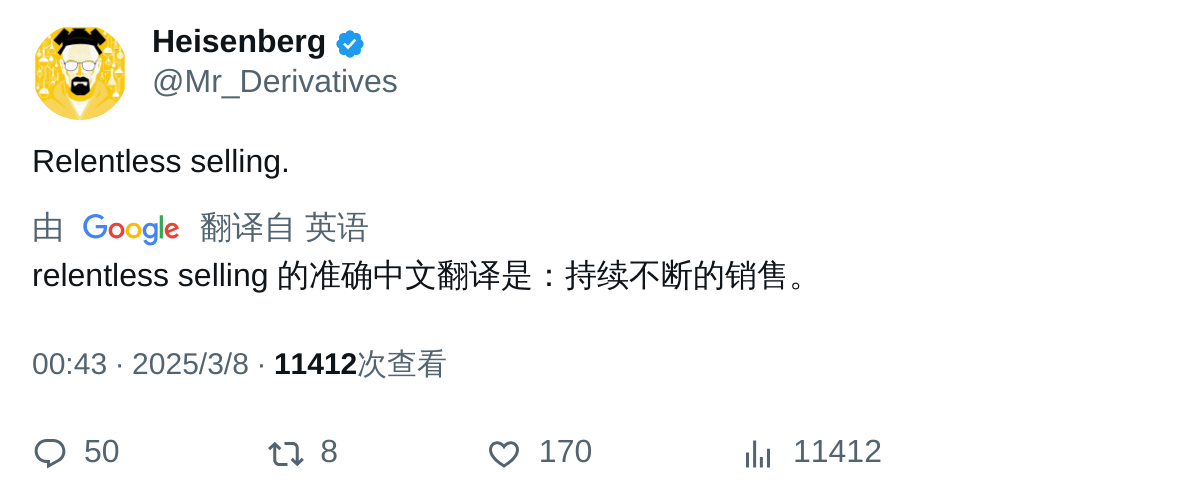 Heisenberg
@Mr_Derivatives
Relentless selling.
由 Google 翻译自 英语
relentless selling 的准确中文翻译是：持续不断的销售。
00:43 · 2025/3/8 · 11412次查看
50 8 170 11412